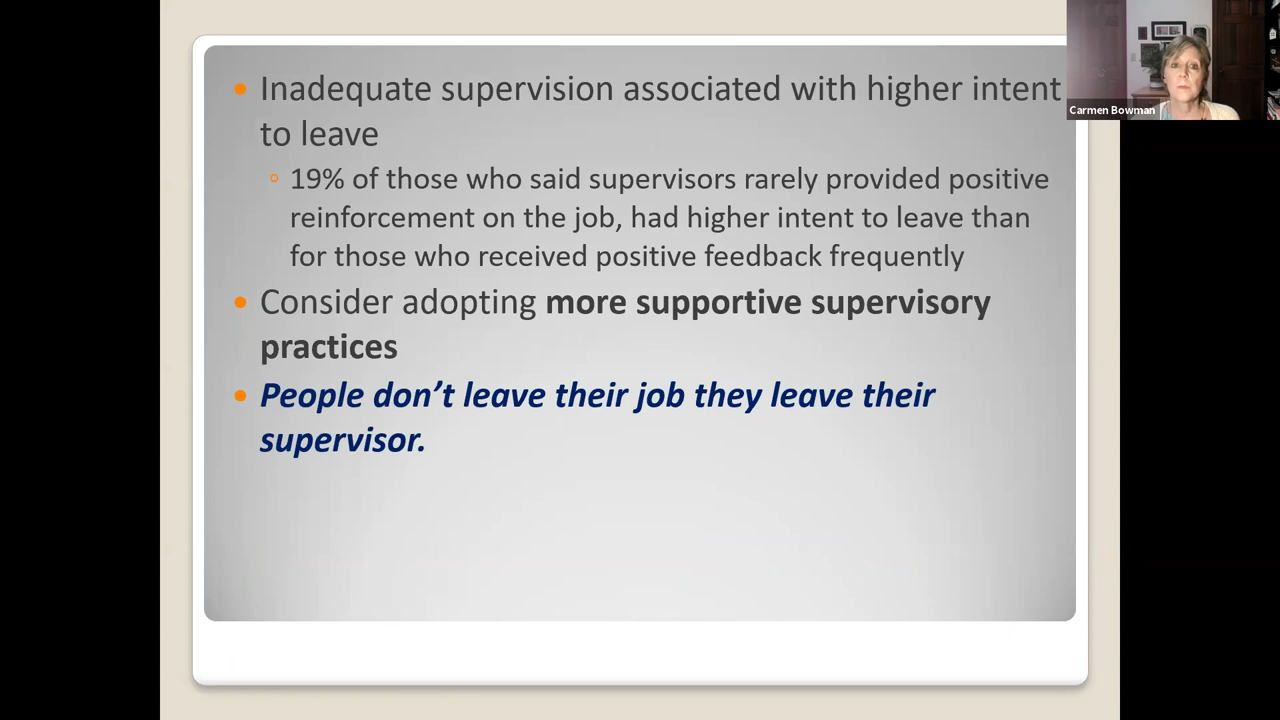 Inadequate supervision associated with higher intent
to leave
19% of those who said supervisors rarely provided positive
reinforcement on the job, had higher intent to leave than
for those who received positive feedback frequently
Consider adopting more supportive supervisory
practices
People don’t leave their job they leave their
supervisor.
Carmen Bowman